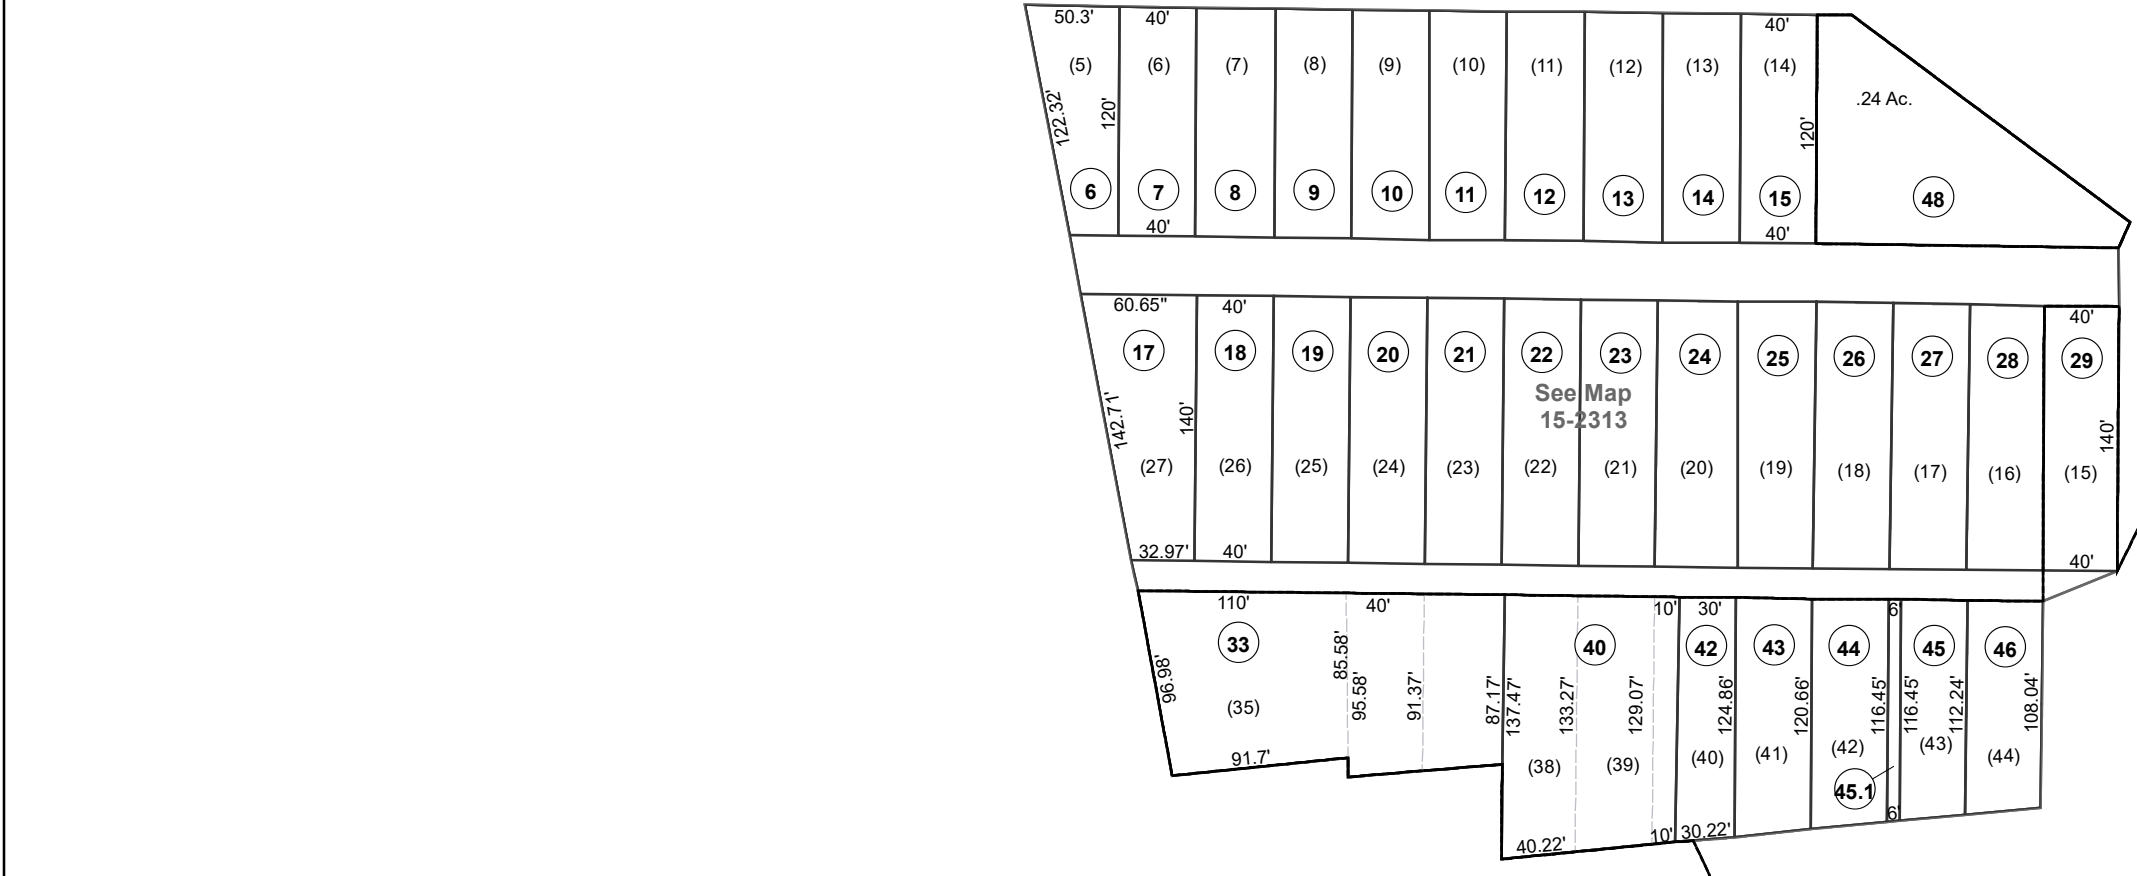 50.3' 40' 40'
(5) (6) (7) (8) (9) (10) (11) (12) (13) (14)
.24 Ac.
122.32' 120' 120'
6 7 8 9 10 11 12 13 14 15 48
40' 40'
60.65" 40' 40'
17 18 19 20 21 22 23 24 25 26 27 28 29
See Map
15-2313
142.71' 140' 140'
(27) (26) (25) (24) (23) (22) (21) (20) (19) (18) (17) (16) (15)
32.97' 40' 40'
110' 40' 10' 30' 6'
33 40 42 43 44 45 46
96.98' 85.58' 95.58' 91.37' 87.17' 137.47' 133.27' 129.07' 124.86' 120.66' 116.45' 116.45' 112.24' 108.04'
(35) (38) (39) (40) (41) (42) (43) (44)
91.7'
45.1
40.22' 10' 30.22' 6'